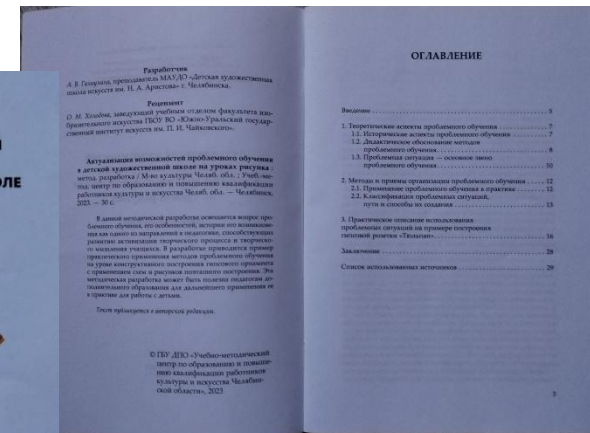 Разработчик
А. В. преподаватель МАУДО «Детская художественная
школа искусств им. Н. А. Аристова» г. Челябинска.
Рецензент
О. М. заведующий учебным отделом факультета изо-
бразительного искусства ГБОУ ВО «Южно-Уральский государ-
ственный институт искусств им. П. И. Чайковского».
Актуализация возможностей проблемного обучения
в детской художественной школе на уроках рисунка :
метод. разработка / М-во культуры Челяб. обл. ; Учеб.-ме-
тод. центр по образованию и повышению квалификации
работников культуры и искусства Челяб. обл. — Челябинск,
2023. — 30 с.
В данной методической разработке освещается вопрос про-
блемного обучения, его особенностей, истории его возникнове-
ния как одного из направлений в педагогике, способствующих
развитию активизации творческого процесса и творческо-
го мышления учащихся. В разработке приводится пример
практического применения методов проблемного обучения
на уроке конструктивного построения гипсового орнамента
с применением схем и рисунков поэтапного построения. Эта
методическая разработка может быть полезна педагогам до-
полнительного образования для дальнейшего применения ее
в практике для работы с детьми.
Текст публикуется в авторской редакции.
© ГБУ ДПО «Учебно-методический
центр по образованию и повыше-
нию квалификации работников
культуры и искусства Челябин-
ской области», 2023
ОЛЕ
ОГЛАВЛЕНИЕ
Введение 5
1. Теоретические аспекты проблемного обучения 7
1.1. Исторические аспекты проблемного обучения 7
1.2. Дидактическое обоснование методов
проблемного обучения 8
1.3. Проблемная ситуация — основное звено
проблемного обучения 10
2. Методы и приемы организации проблемного обучения 12
2.1. Применение проблемного обучения в практике 12
2.2. Классификация проблемных ситуаций,
пути и способы их создания 13
3. Практическое описание использования
проблемных ситуаций на примере построения
гипсовой розетки 16
Заключение 28
Список использованных источников 29
3